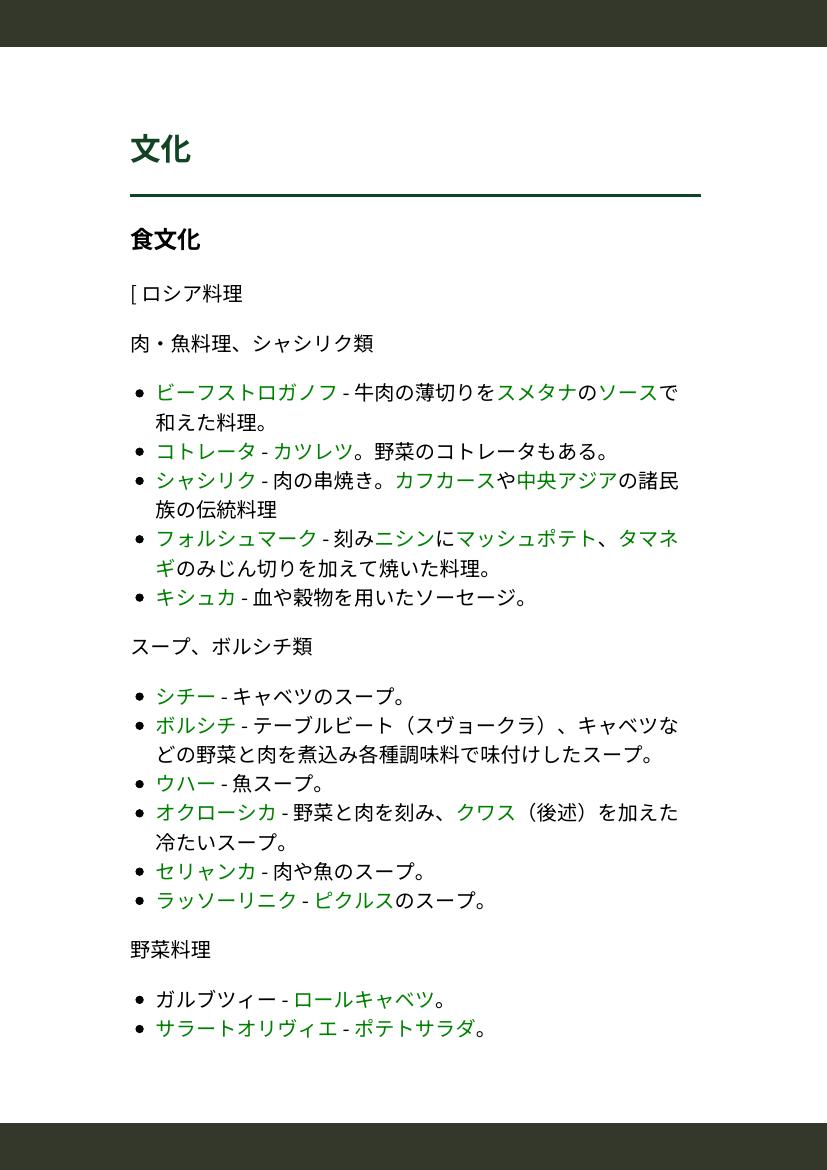 文化
食文化
[ ロシア料理
肉・魚料理、シャシリク類
• ビーフストロガノフ - 牛肉の薄切りをスメタナのソースで
和えた料理。
• コトレータ - カツレツ。野菜のコトレータもある。
• シャシリク - 肉の串焼き。カフカースや中央アジアの諸民
族の伝統料理
• フォルシュマーク - 刻みニシンにマッシュポテト、タマネ
ギのみじん切りを加えて焼いた料理。
• キシュカ - 血や穀物を用いたソーセージ。
スープ、ボルシチ類
• シチー - キャベツのスープ。
• ボルシチ - テーブルビート（スヴョークラ）、キャベツな
どの野菜と肉を煮込み各種調味料で味付けしたスープ。
• ウハー - 魚スープ。
• オクローシカ - 野菜と肉を刻み、クワス（後述）を加えた
冷たいスープ。
• セリャンカ - 肉や魚のスープ。
• ラッソーリニク - ピクルスのスープ。
野菜料理
• ガルブツィー - ロールキャベツ。
• サラートオリヴィエ - ポテトサラダ。